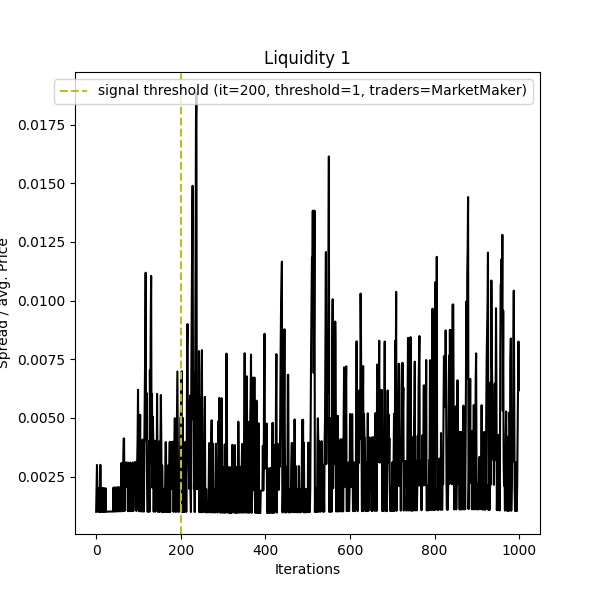 Liquidity 1
signal threshold (it=200, threshold=1, traders=MarketMaker)
0.0175
0.0150
0.0125
0.0100
0.0075
0.0050
0.0025
Spread / avg. Price
0 200 400 600 800 1000
Iterations